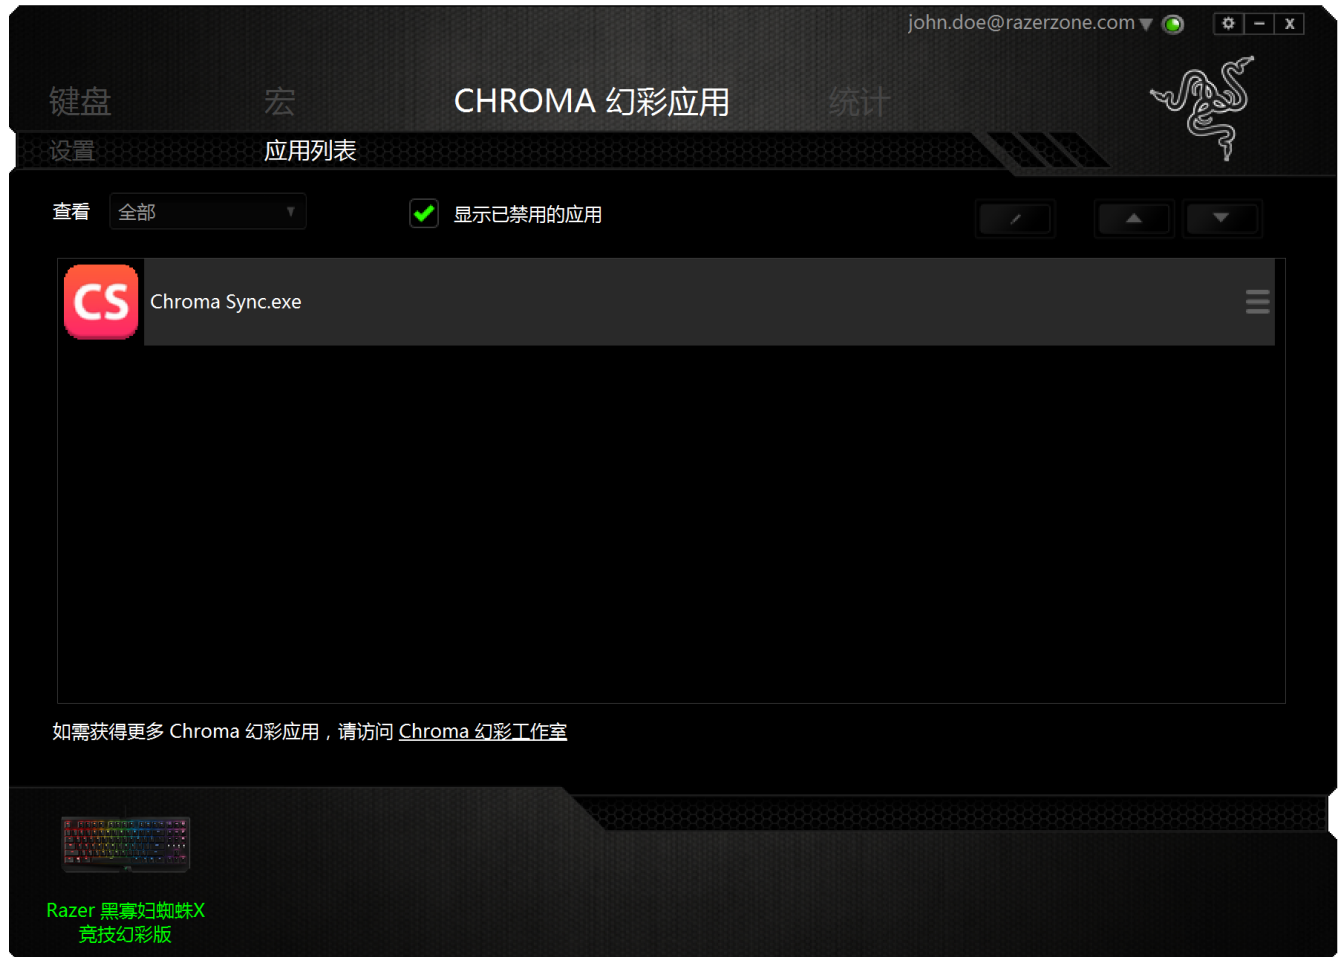 john.doe@razerzone.com
键盘 宏 CHROMA 幻彩应用 统计
设置 应用列表
查看 全部 显示已禁用的应用
CS Chroma Sync.exe
如需获得更多 Chroma 幻彩应用，请访问 Chroma 幻彩工作室
Razer 黑寡妇蜘蛛X
竞技幻彩版